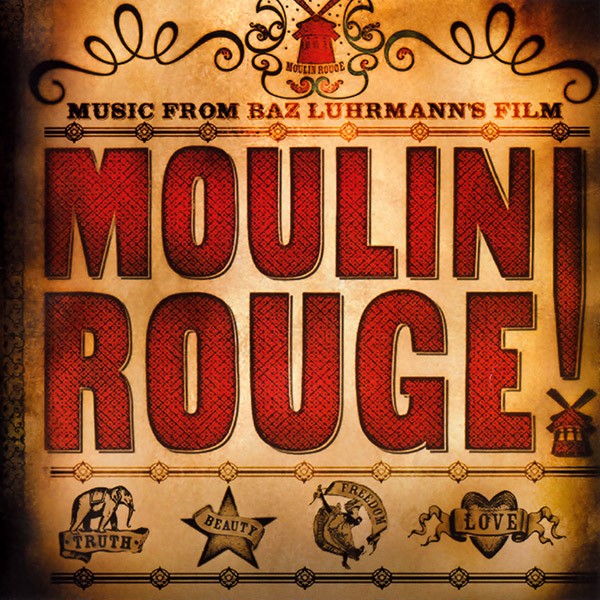 MOULIN ROUGE
MUSIC FROM BAZ LUHRMANN'S FILM
MOULIN
ROUGE!
TRUTH
BEAUTY
FREEDOM
LOVE